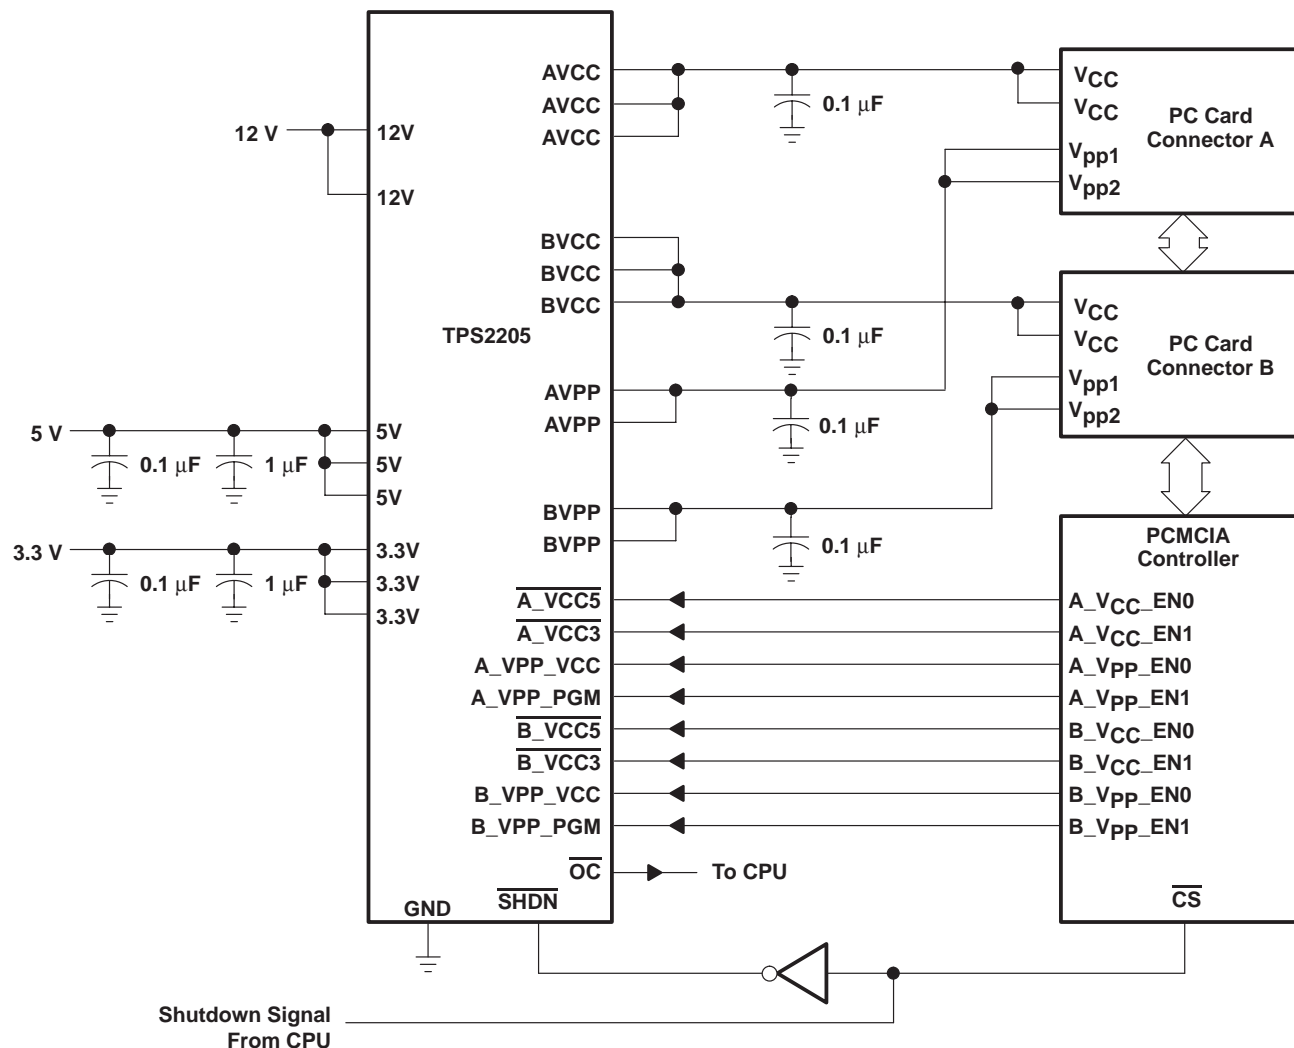 AVCC
AVCC
AVCC
12 V
12V
12V
BVCC
BVCC
BVCC
TPS2205
AVPP
AVPP
5 V
5V
5V
5V
0.1 μF
1 μF
BVPP
BVPP
3.3 V
3.3V
3.3V
3.3V
0.1 μF
1 μF
0.1 μF
0.1 μF
0.1 μF
0.1 μF
VCC
VCC
Vpp1
Vpp2
PC Card
Connector A
VCC
VCC
Vpp1
Vpp2
PC Card
Connector B
PCMCIA
Controller
A_VCC5
A_VCC3
A_VPP_VCC
A_VPP_PGM
B_VCC5
B_VCC3
B_VPP_VCC
B_VPP_PGM
A_VCC_EN0
A_VCC_EN1
A_VPP_EN0
A_VPP_EN1
B_VCC_EN0
B_VCC_EN1
B_VPP_EN0
B_VPP_EN1
OC
To CPU
GND
SHDN
CS
Shutdown Signal
From CPU